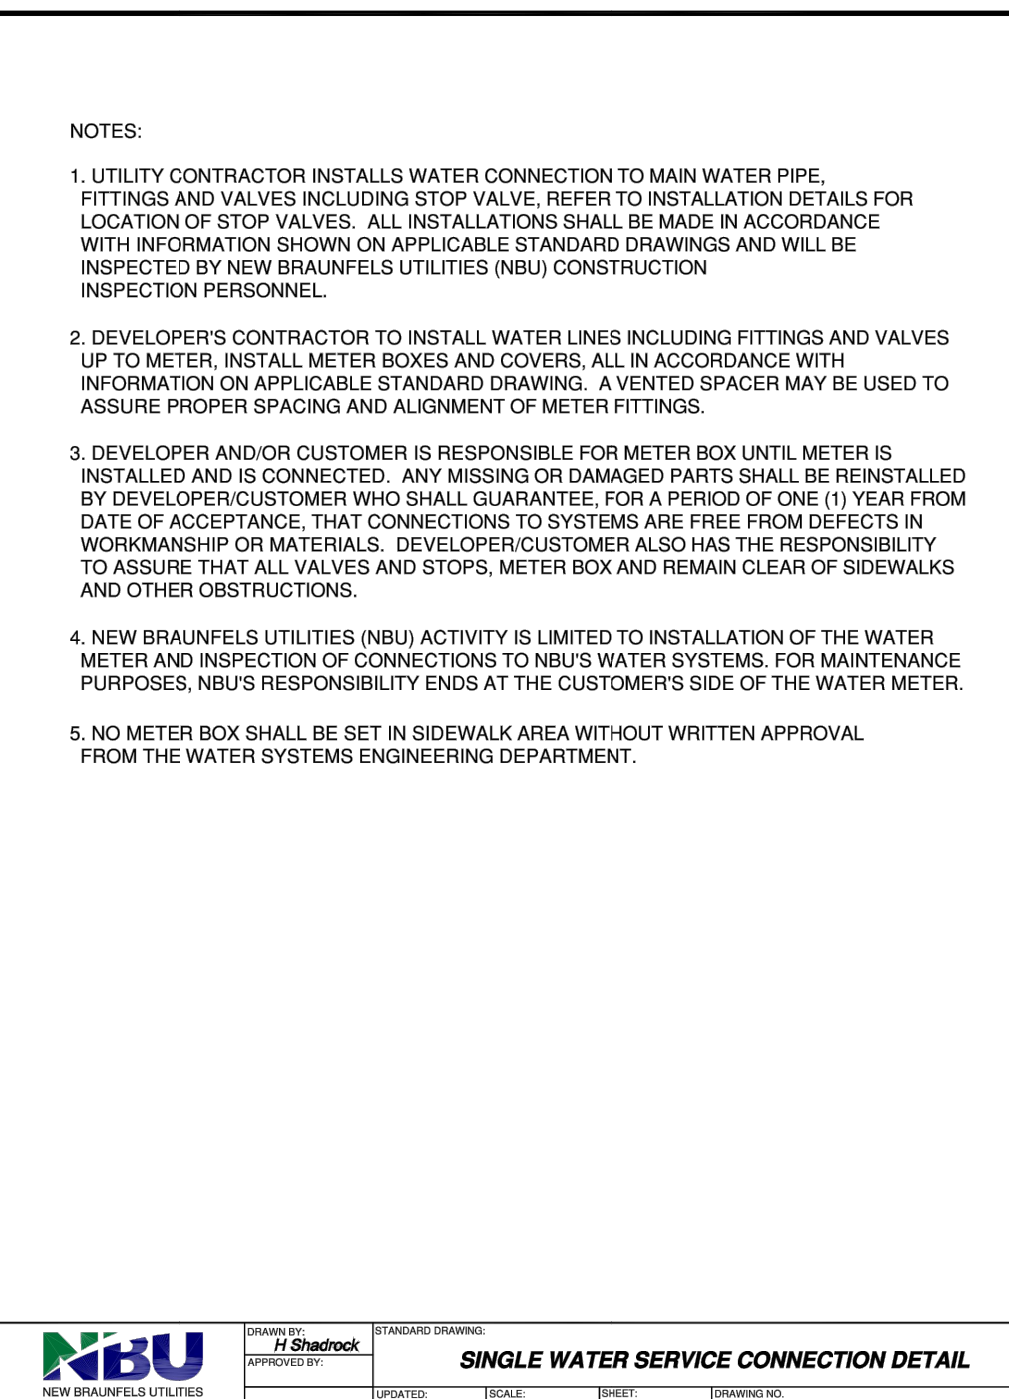 NOTES:
1. UTILITY CONTRACTOR INSTALLS WATER CONNECTION TO MAIN WATER PIPE,
FITTINGS AND VALVES INCLUDING STOP VALVE, REFER TO INSTALLATION DETAILS FOR
LOCATION OF STOP VALVES. ALL INSTALLATIONS SHALL BE MADE IN ACCORDANCE
WITH INFORMATION SHOWN ON APPLICABLE STANDARD DRAWINGS AND WILL BE
INSPECTED BY NEW BRAUNFELS UTILITIES (NBU) CONSTRUCTION
INSPECTION PERSONNEL.
2. DEVELOPER'S CONTRACTOR TO INSTALL WATER LINES INCLUDING FITTINGS AND VALVES
UP TO METER, INSTALL METER BOXES AND COVERS, ALL IN ACCORDANCE WITH
INFORMATION ON APPLICABLE STANDARD DRAWING. A VENTED SPACER MAY BE USED TO
ASSURE PROPER SPACING AND ALIGNMENT OF METER FITTINGS.
3. DEVELOPER AND/OR CUSTOMER IS RESPONSIBLE FOR METER BOX UNTIL METER IS
INSTALLED AND IS CONNECTED. ANY MISSING OR DAMAGED PARTS SHALL BE REINSTALLED
BY DEVELOPER/CUSTOMER WHO SHALL GUARANTEE, FOR A PERIOD OF ONE (1) YEAR FROM
DATE OF ACCEPTANCE, THAT CONNECTIONS TO SYSTEMS ARE FREE FROM DEFECTS IN
WORKMANSHIP OR MATERIALS. DEVELOPER/CUSTOMER ALSO HAS THE RESPONSIBILITY
TO ASSURE THAT ALL VALVES AND STOPS, METER BOX AND REMAIN CLEAR OF SIDEWALKS
AND OTHER OBSTRUCTIONS.
4. NEW BRAUNFELS UTILITIES (NBU) ACTIVITY IS LIMITED TO INSTALLATION OF THE WATER
METER AND INSPECTION OF CONNECTIONS TO NBU'S WATER SYSTEMS. FOR MAINTENANCE
PURPOSES, NBU'S RESPONSIBILITY ENDS AT THE CUSTOMER'S SIDE OF THE WATER METER.
5. NO METER BOX SHALL BE SET IN SIDEWALK AREA WITHOUT WRITTEN APPROVAL
FROM THE WATER SYSTEMS ENGINEERING DEPARTMENT.
NBU
NEW BRAUNFELS UTILITIES
DRAWN BY:
H Shadrock
APPROVED BY:
STANDARD DRAWING:
SINGLE WATER SERVICE CONNECTION DETAIL
UPDATED: SCALE: SHEET: DRAWING NO.